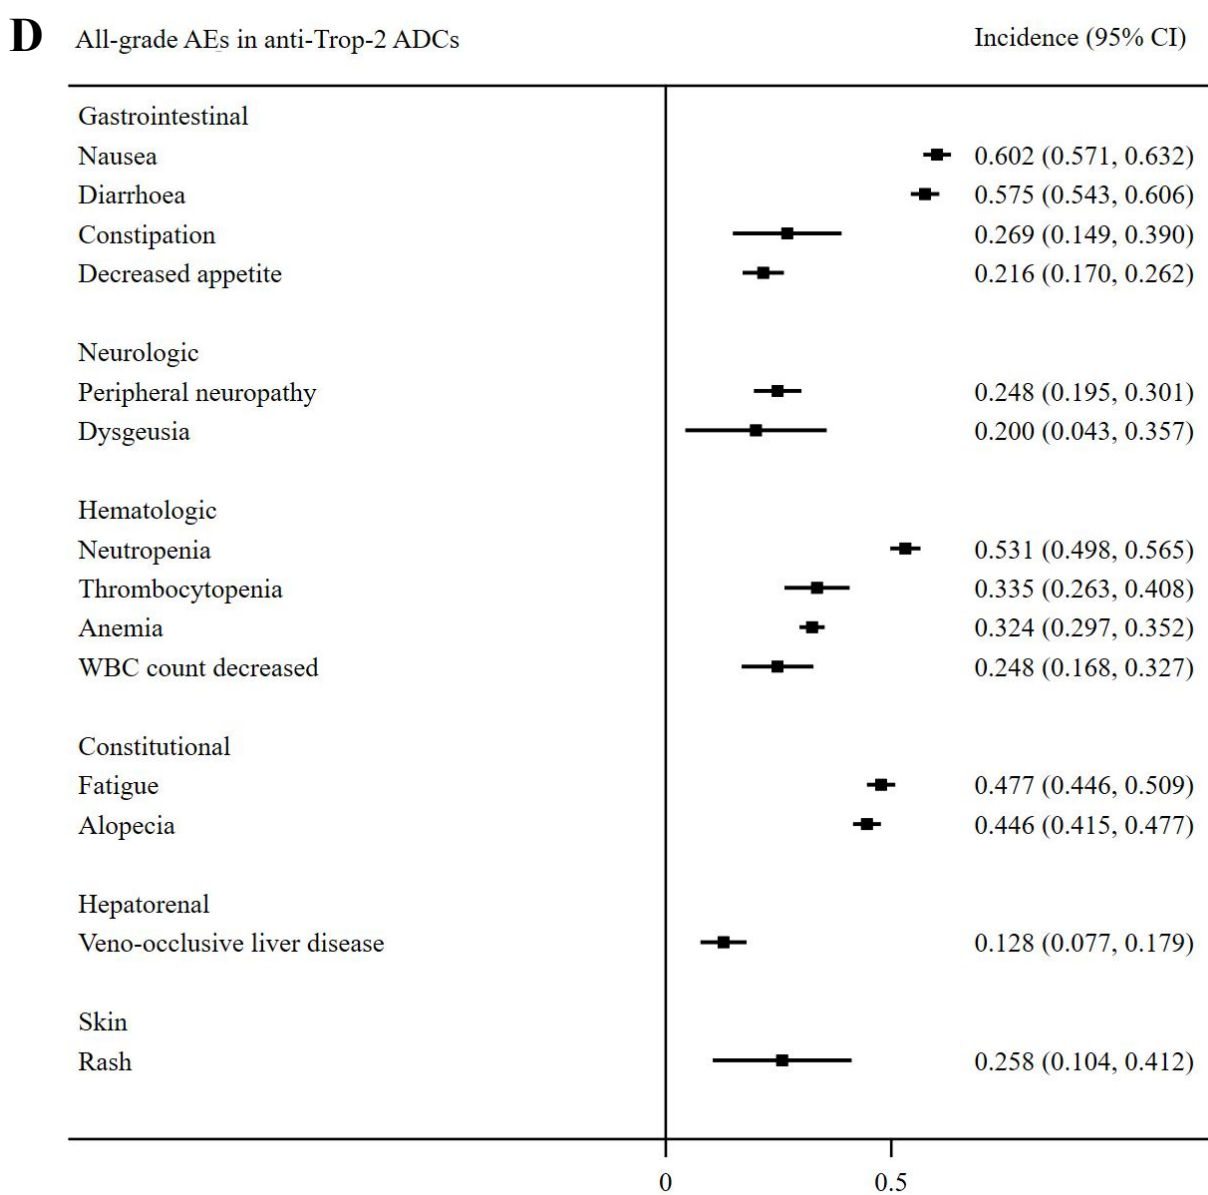 D All-grade AEs in anti-Trop-2 ADCs Incidence (95% CI)
Gastrointestinal
Nausea 0.602 (0.571, 0.632)
Diarrhoea 0.575 (0.543, 0.606)
Constipation 0.269 (0.149, 0.390)
Decreased appetite 0.216 (0.170, 0.262)
Neurologic
Peripheral neuropathy 0.248 (0.195, 0.301)
Dysgeusia 0.200 (0.043, 0.357)
Hematologic
Neutropenia 0.531 (0.498, 0.565)
Thrombocytopenia 0.335 (0.263, 0.408)
Anemia 0.324 (0.297, 0.352)
WBC count decreased 0.248 (0.168, 0.327)
Constitutional
Fatigue 0.477 (0.446, 0.509)
Alopecia 0.446 (0.415, 0.477)
Hepatorenal
Veno-occlusive liver disease 0.128 (0.077, 0.179)
Skin
Rash 0.258 (0.104, 0.412)
0 0.5